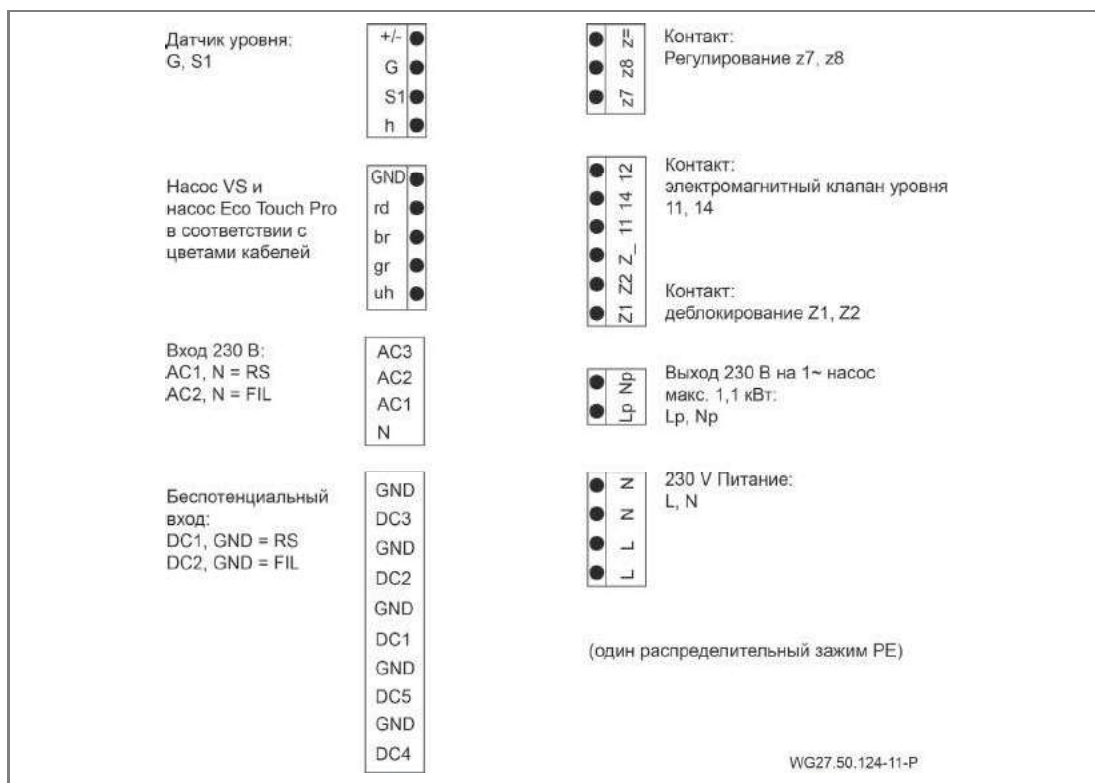 Датчик уровня:
G, S1
+/-
G
S1
h
Насос VS и
насос Eco Touch Pro
в соответствии с
цветами кабелей
GND
rd
br
gr
uh
Вход 230 В:
AC1, N = RS
AC2, N = FIL
AC3
AC2
AC1
N
Беспотенциальный
вход:
DC1, GND = RS
DC2, GND = FIL
GND
DC3
GND
DC2
GND
DC1
GND
DC5
GND
DC4
z7 z8 z=
Контакт:
Регулирование z7, z8
Z1 Z2 Z_ 11 14 12
Контакт:
электромагнитный клапан уровня
11, 14
Контакт:
деблокирование Z1, Z2
Lp Np
Выход 230 В на 1~ насос
макс. 1,1 кВт:
Lp, Np
L L N N
230 V Питание:
L, N
(один распределительный зажим PE)
WG27.50.124-11-P